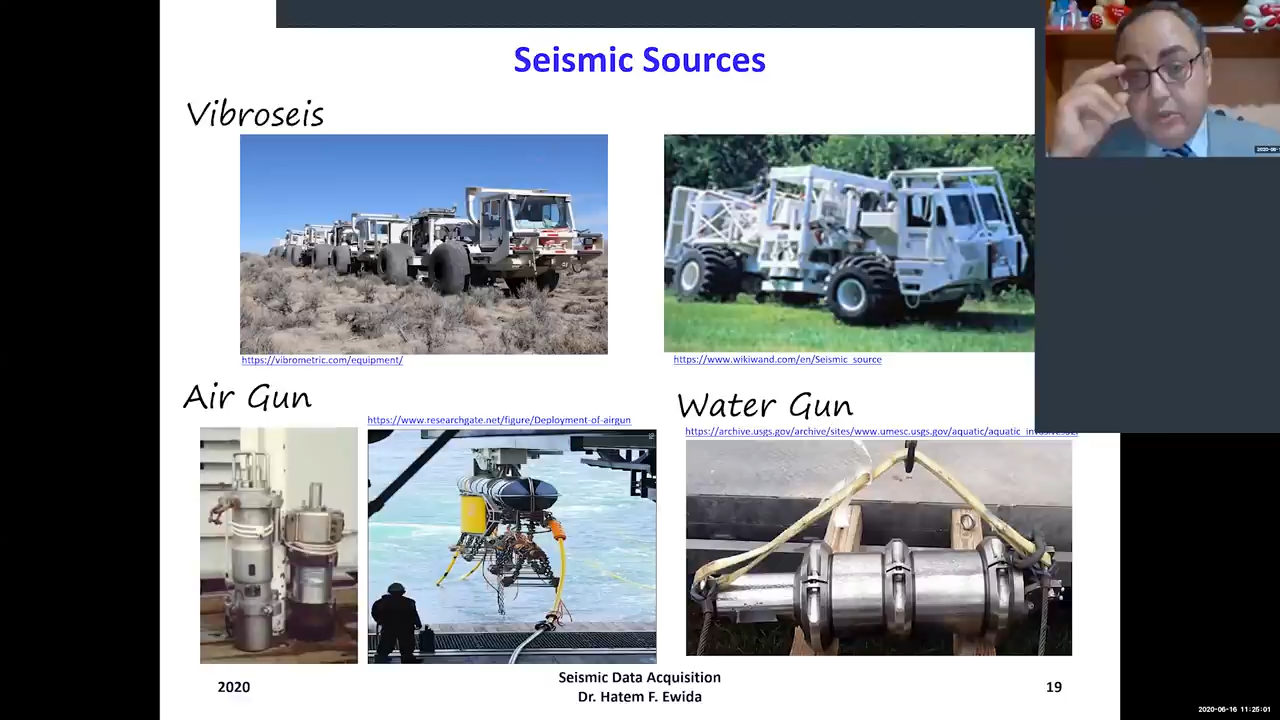 Seismic Sources
Vibroseis
https://vibrometric.com/equipment/
https://www.wikiwand.com/en/Seismic_source
Air Gun
https://www.researchgate.net/figure/Deployment-of-airgun
Water Gun
https://archive.usgs.gov/archive/sites/www.umesc.usgs.gov/aquatic/aquatic
2020
Seismic Data Acquisition
Dr. Hatem F. Ewida
19
2020-06-16 11:25:01